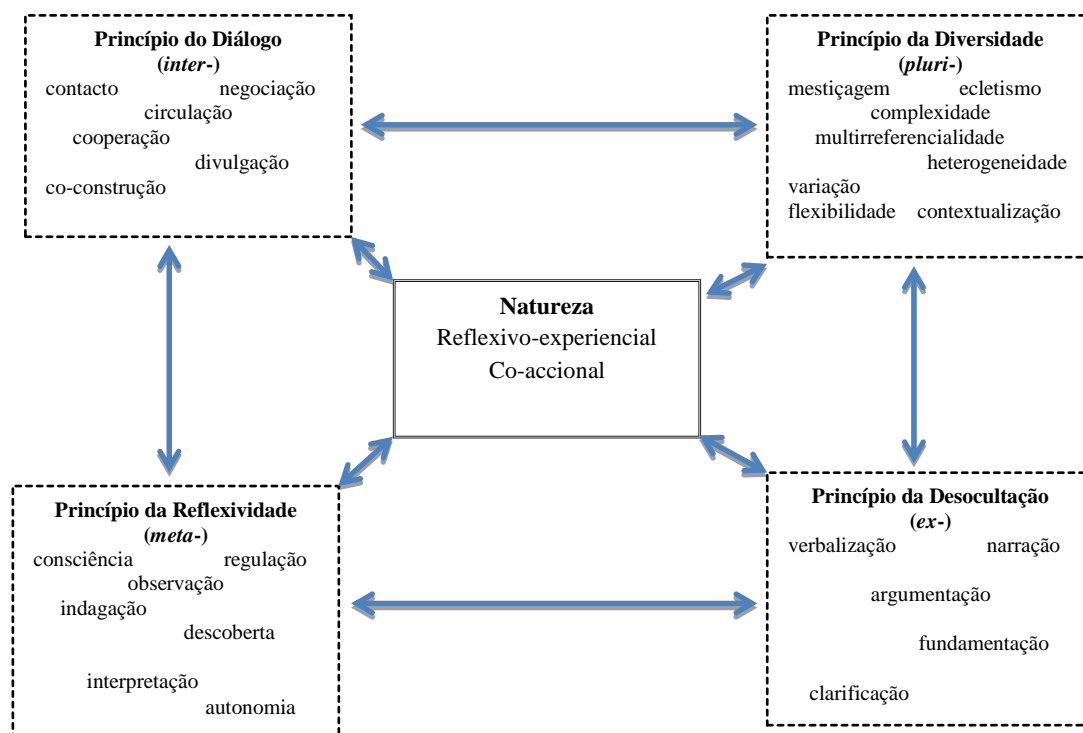 Princípio do Diálogo
(inter-)
contacto negociação
circulação
cooperação
divulgação
co-construção
Princípio da Diversidade
(pluri-)
mestiçagem ecletismo
complexidade
multirreferencialidade
heterogeneidade
variação
flexibilidade contextualização
Natureza
Reflexivo-experiencial
Co-accional
Princípio da Reflexividade
(meta-)
consciência regulação
observação
indagação
descoberta
interpretação
autonomia
Princípio da Desocultação
(ex-)
verbalização narração
argumentação
fundamentação
clarificação